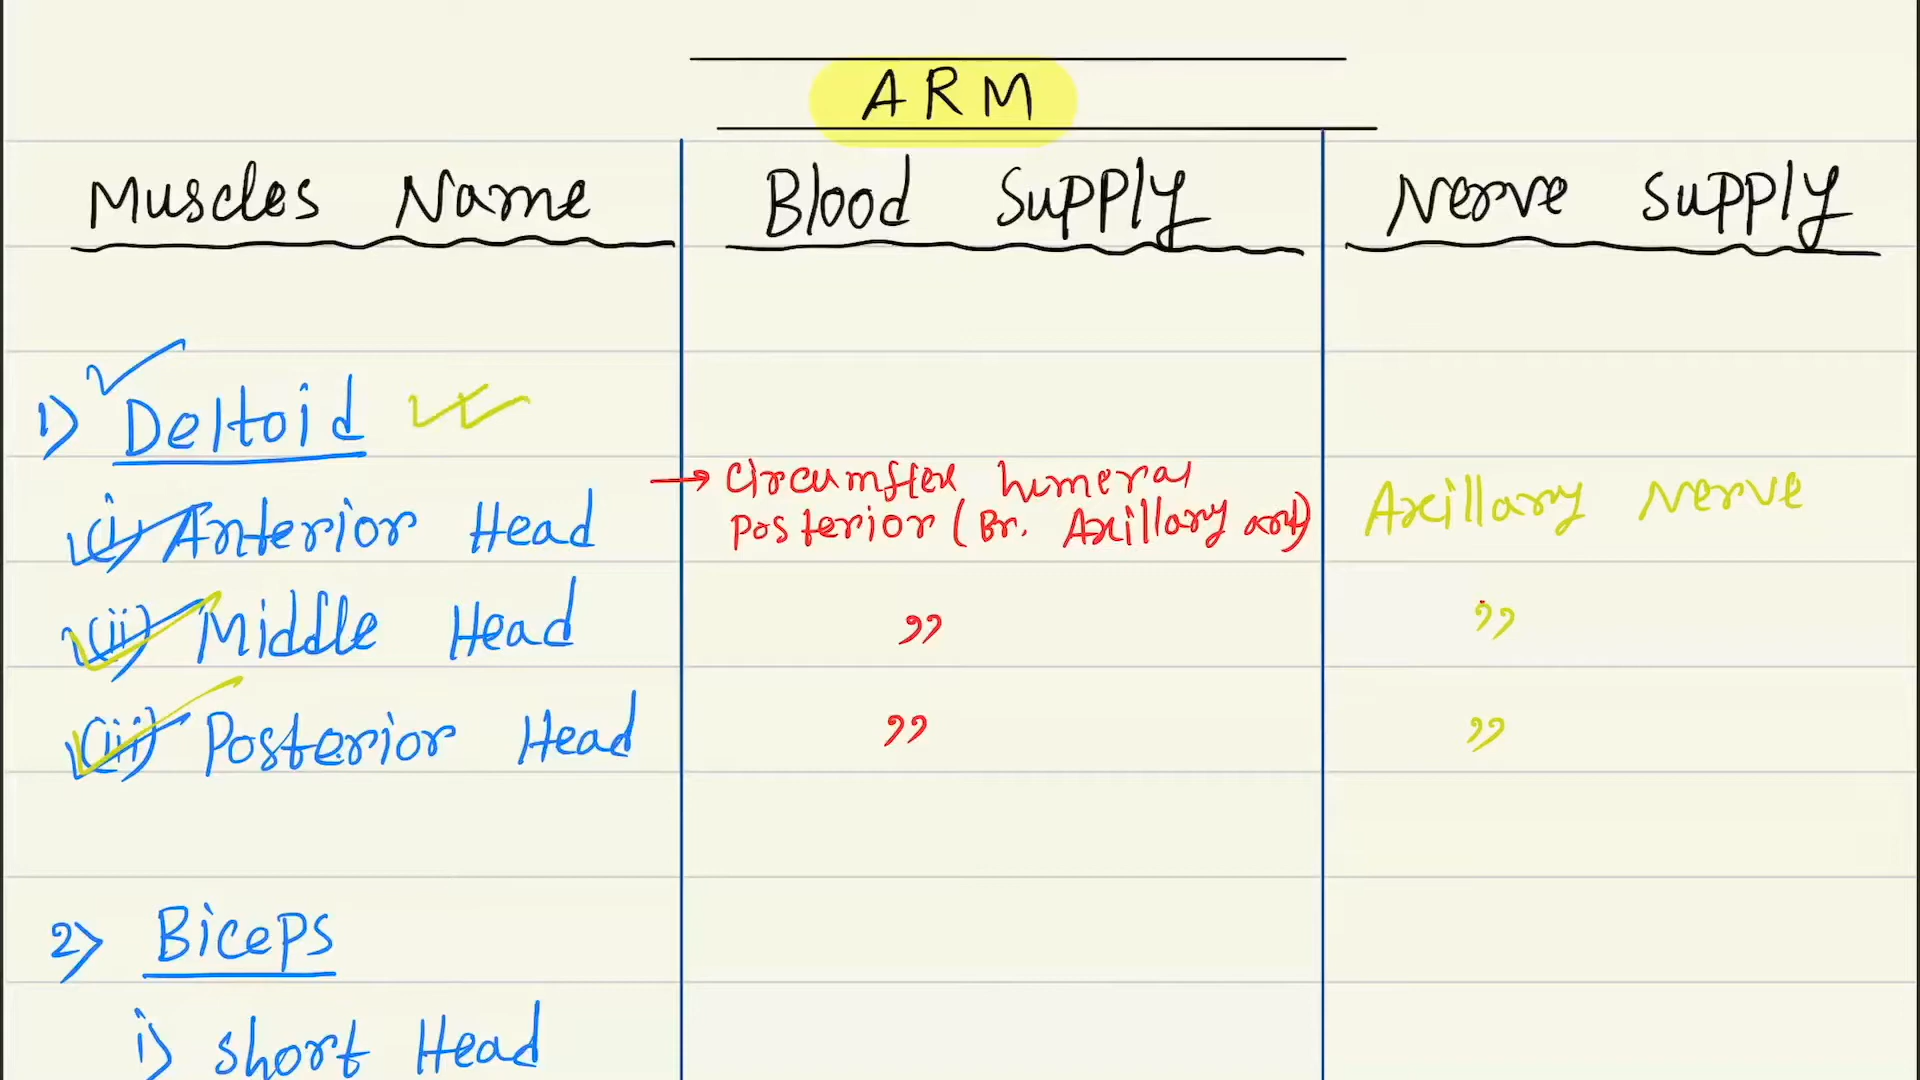 ARM
Muscles Name Blood Supply Nerve Supply
1) Deltoid
(i) Anterior Head
→ Circumflex humeral
Posterior (Br. Axillary art)
Axillary Nerve
(ii) Middle Head ,, ,,
(iii) Posterior Head ,, ,,
2) Biceps
i) Short Head